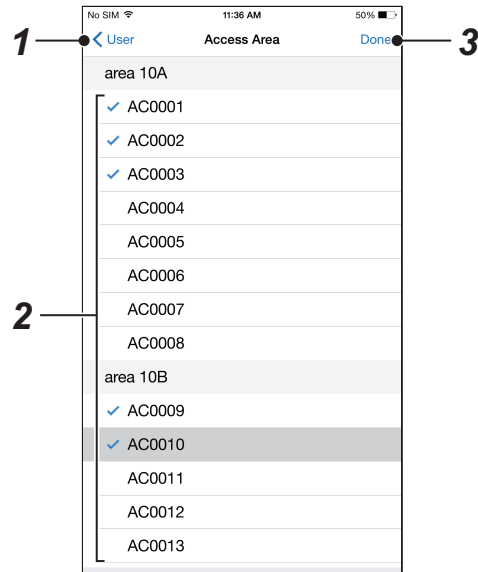 No SIM 11:36 AM 50%
1 User Access Area Done 3
area 10A
AC0001
AC0002
AC0003
AC0004
AC0005
AC0006
2 AC0007
AC0008
area 10B
AC0009
AC0010
AC0011
AC0012
AC0013